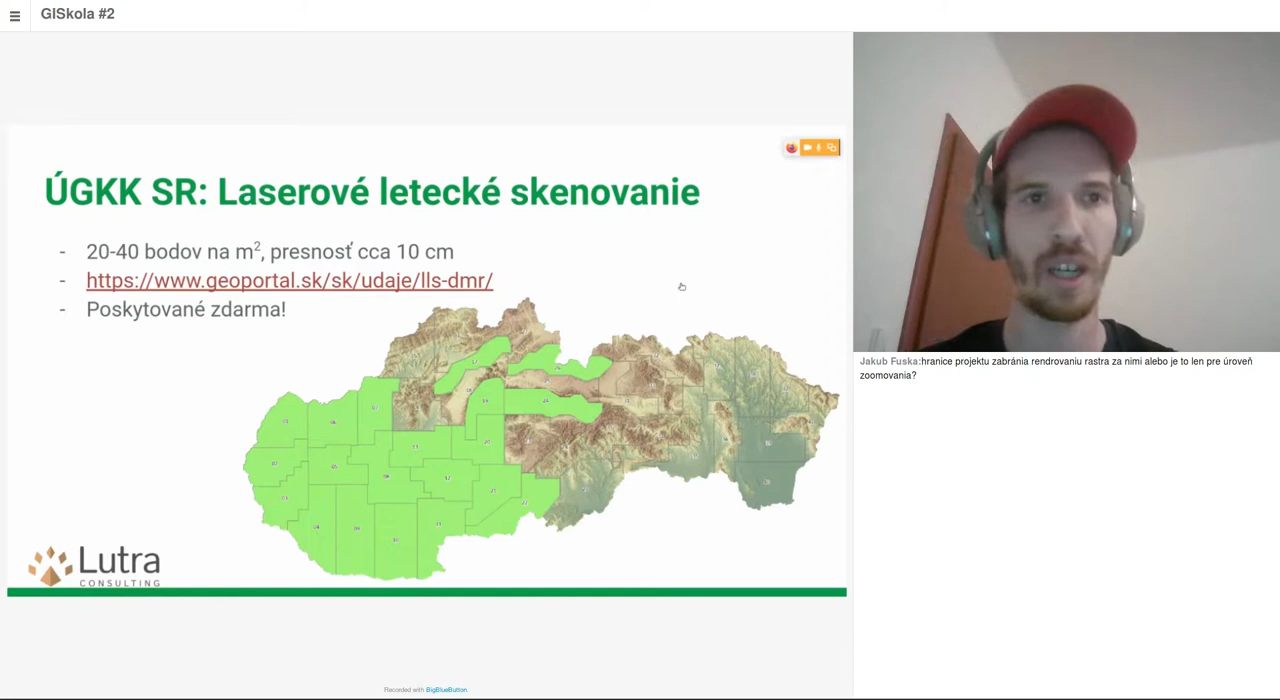 GISkola #2
ÚGKK SR: Laserové letecké skenovanie
- 20-40 bodov na m², presnosť cca 10 cm
- https://www.geoportal.sk/sk/udaje/lls-dmr/
- Poskytované zdarma!
Lutra
CONSULTING
Jakub Fuska:hranice projektu zabránia rendrovaniu rastra za nimi alebo je to len pre úroveň
zoomovania?
Recorded with BigBlueButton.